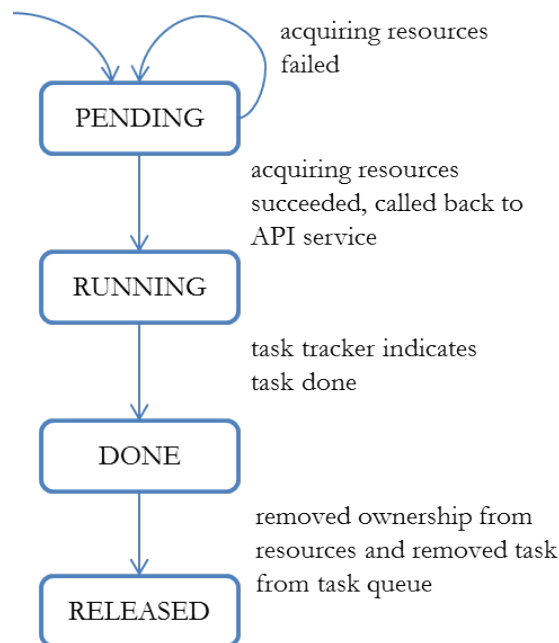 acquiring resources
failed
PENDING
acquiring resources
succeeded, called back to
API service
RUNNING
task tracker indicates
task done
DONE
removed ownership from
resources and removed task
from task queue
RELEASED